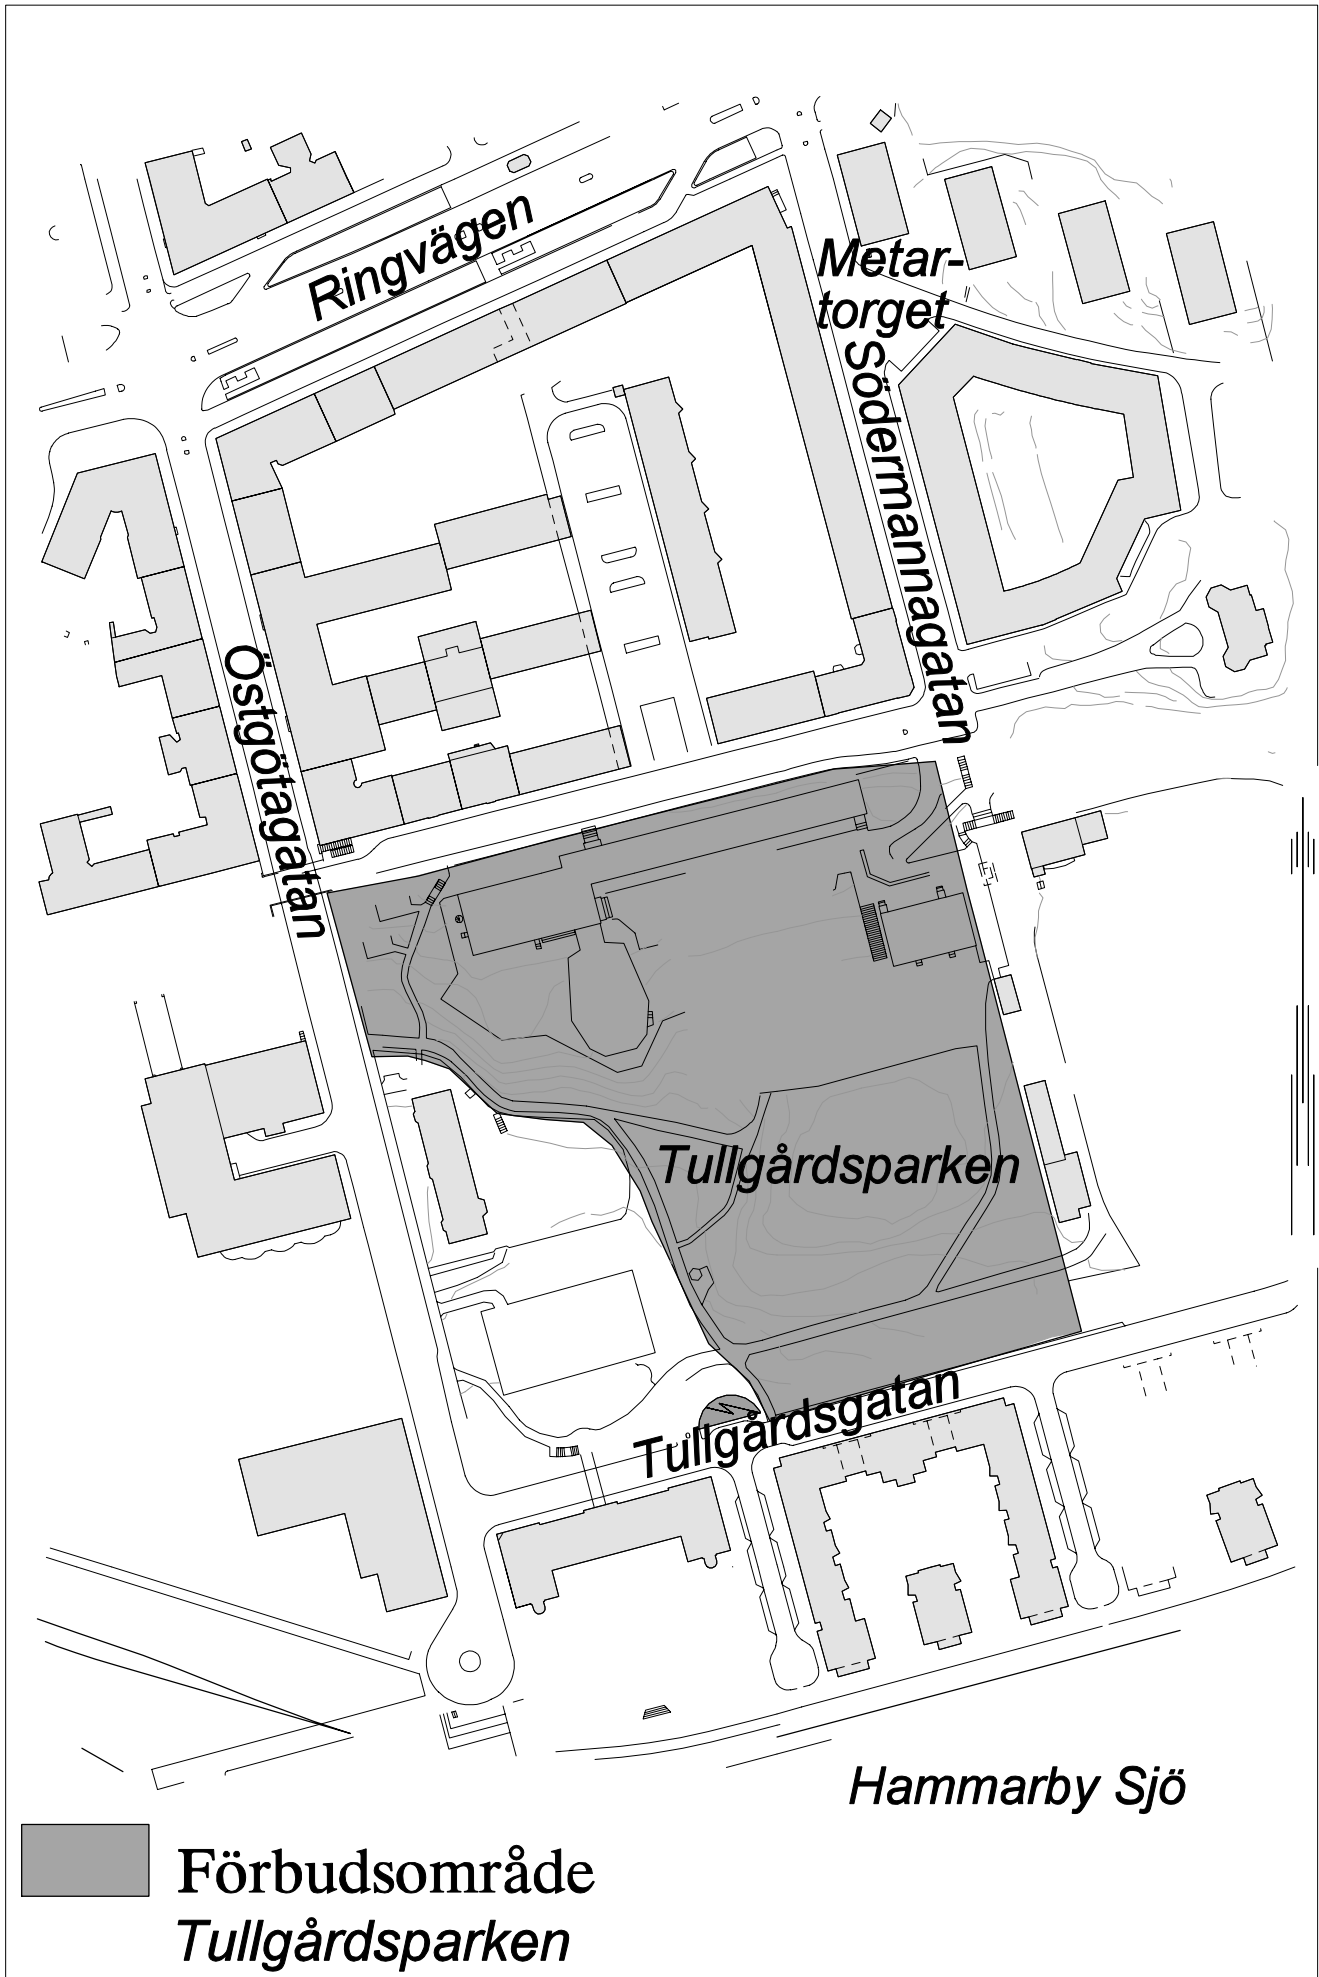 Ringvägen
Metar-
torget
Södermannagatan
Östgötagatan
Tullgårdsparken
Tullgårdsgatan
Hammarby Sjö
Förbudsområde
Tullgårdsparken